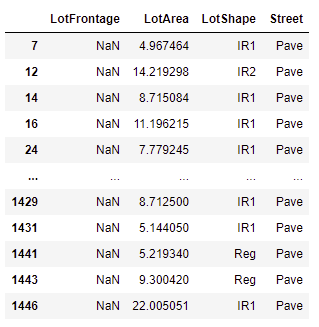 LotFrontage LotArea LotShape Street
7 NaN 4.967464 IR1 Pave
12 NaN 14.219298 IR2 Pave
14 NaN 8.715084 IR1 Pave
16 NaN 11.196215 IR1 Pave
24 NaN 7.779245 IR1 Pave
... ... ... ... ...
1429 NaN 8.712500 IR1 Pave
1431 NaN 5.144050 IR1 Pave
1441 NaN 5.219340 Reg Pave
1443 NaN 9.300420 Reg Pave
1446 NaN 22.005051 IR1 Pave